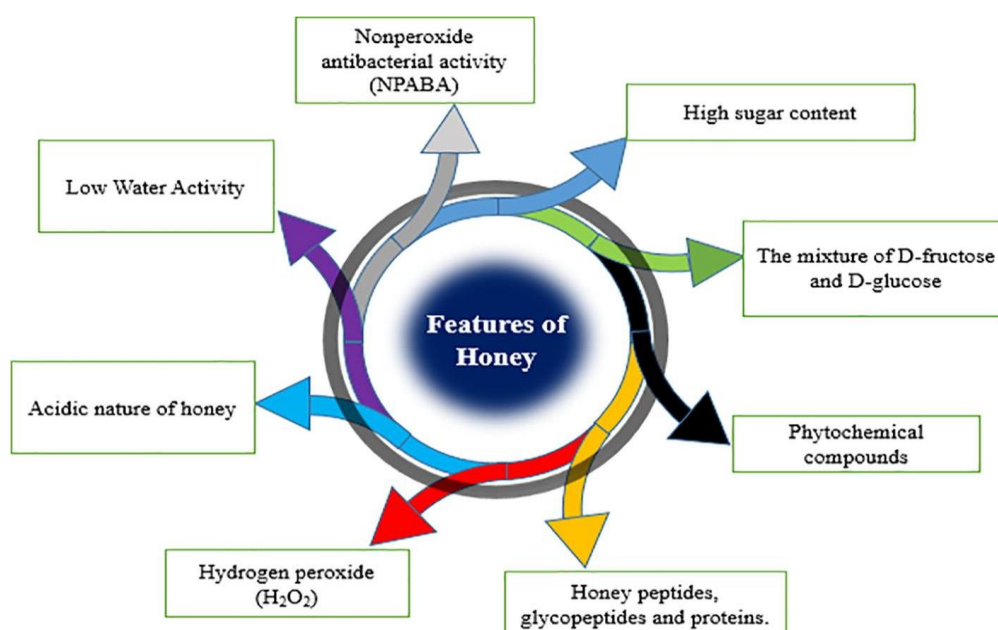 Nonperoxide
antibacterial activity
(NPABA)
High sugar content
Low Water Activity
The mixture of D-fructose
and D-glucose
Features of
Honey
Acidic nature of honey
Phytochemical
compounds
Hydrogen peroxide
(H₂O₂)
Honey peptides,
glycopeptides and proteins.